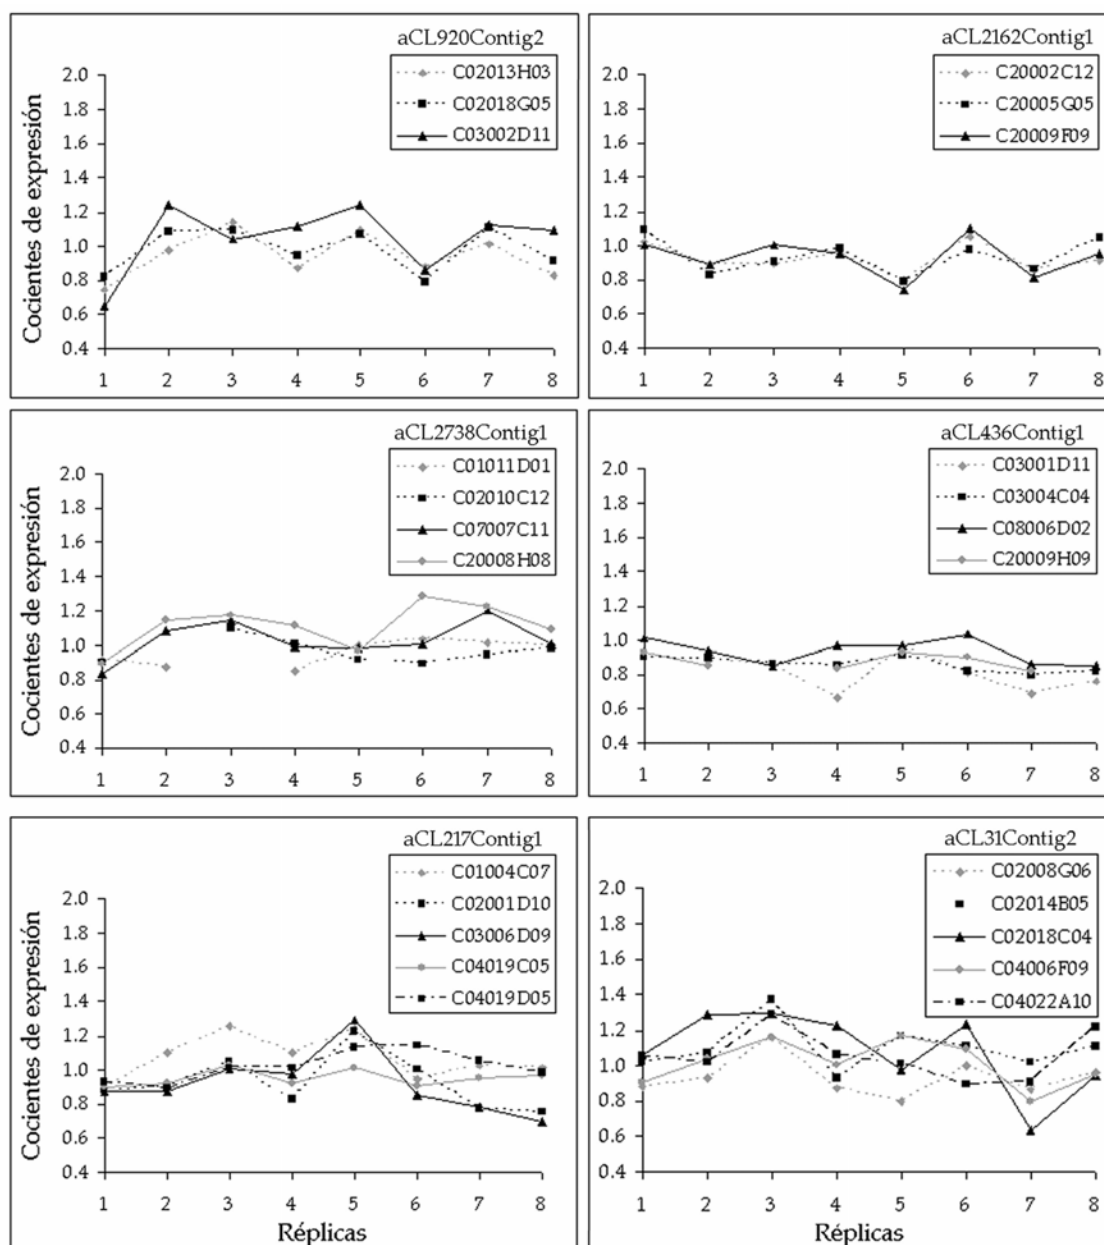 aCL920Contig2
C02013H03
C02018G05
C03002D11
Cocientes de expresión
2.0
1.8
1.6
1.4
1.2
1.0
0.8
0.6
0.4
1 2 3 4 5 6 7 8
aCL2162Contig1
C20002C12
C20005G05
C20009F09
2.0
1.8
1.6
1.4
1.2
1.0
0.8
0.6
0.4
1 2 3 4 5 6 7 8
aCL2738Contig1
C01011D01
C02010C12
C07007C11
C20008H08
Cocientes de expresión
2.0
1.8
1.6
1.4
1.2
1.0
0.8
0.6
0.4
1 2 3 4 5 6 7 8
aCL436Contig1
C03001D11
C03004C04
C08006D02
C20009H09
2.0
1.8
1.6
1.4
1.2
1.0
0.8
0.6
0.4
1 2 3 4 5 6 7 8
aCL217Contig1
C01004C07
C02001D10
C03006D09
C04019C05
C04019D05
Cocientes de expresión
2.0
1.8
1.6
1.4
1.2
1.0
0.8
0.6
0.4
1 2 3 4 5 6 7 8
Réplicas
aCL31Contig2
C02008G06
C02014B05
C02018C04
C04006F09
C04022A10
2.0
1.8
1.6
1.4
1.2
1.0
0.8
0.6
0.4
1 2 3 4 5 6 7 8
Réplicas